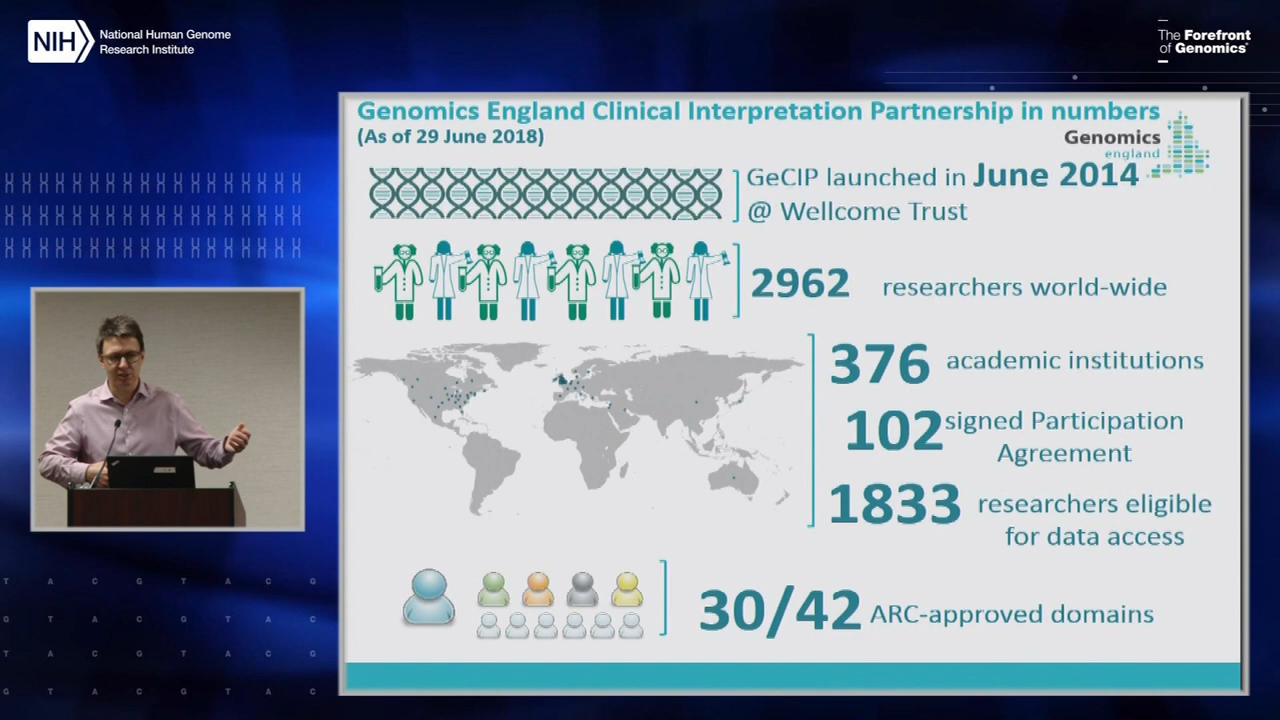 NIH National Human Genome
Research Institute
The Forefront
of Genomics®
Genomics England Clinical Interpretation Partnership in numbers
(As of 29 June 2018)
Genomics
england
GeCIP launched in June 2014
@ Wellcome Trust
2962 researchers world-wide
376 academic institutions
102 signed Participation
Agreement
1833 researchers eligible
for data access
30/42 ARC-approved domains
T A C G T A C G
G T A C G T A C
T A C G T A C G
G T A C G T A C